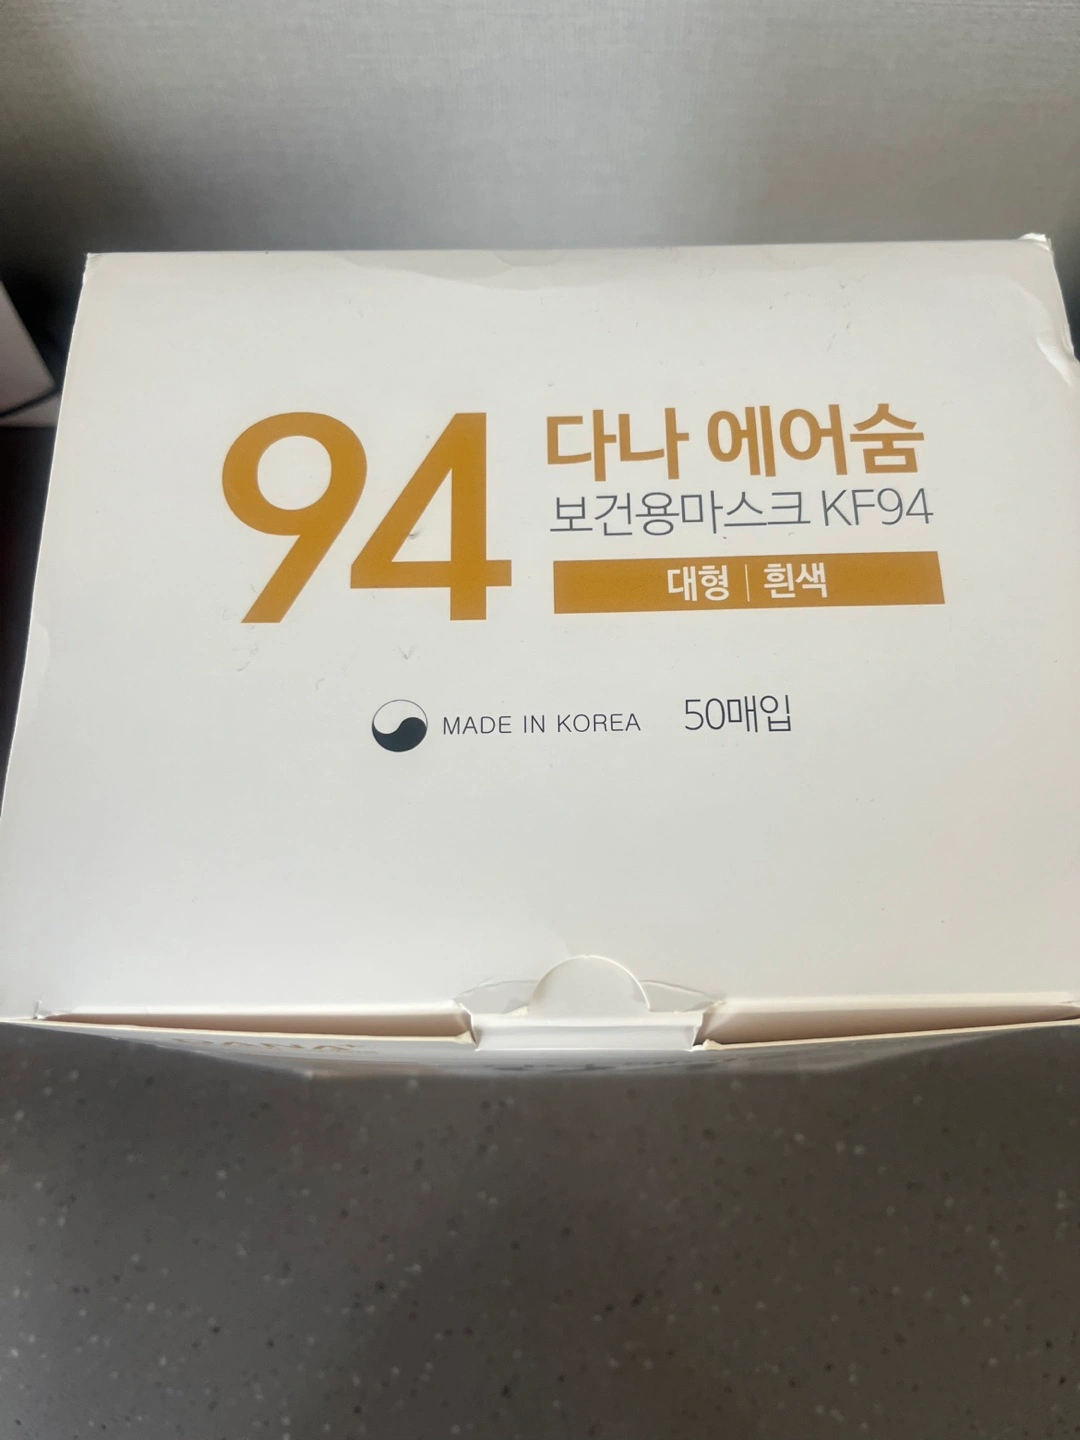 94
다나 에어숨
보건용마스크 KF94
대형 | 흰색
MADE IN KOREA 50매입